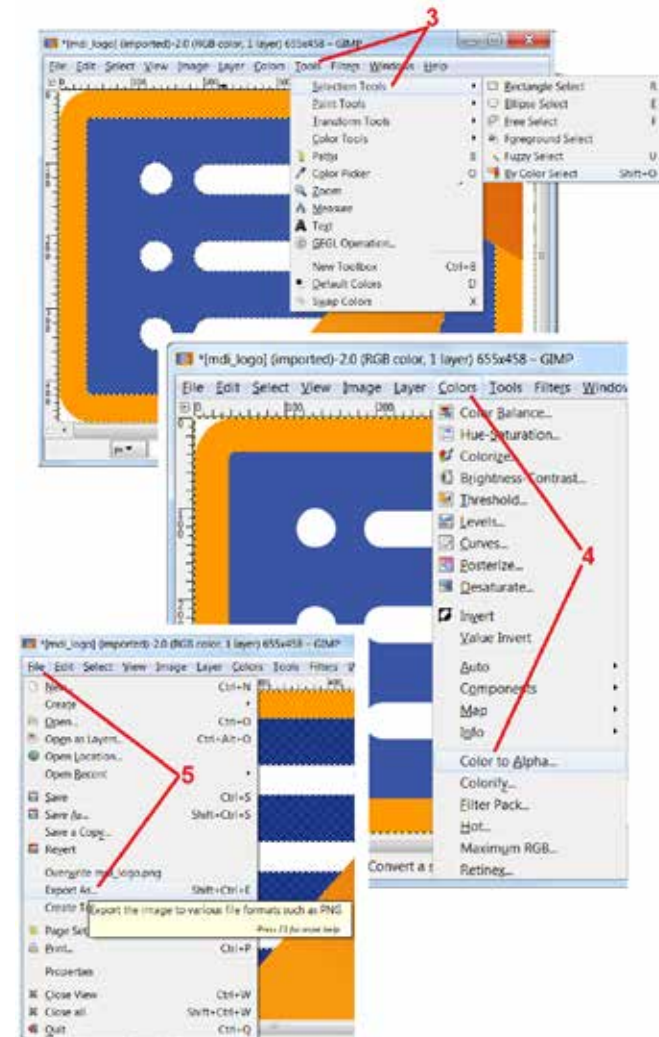 3
*[mdi_logo] (imported)-2.0 (RGB color, 1 layer) 655x458 – GIMP
File Edit Select View Image Layer Colors Tools Filters Windows Help
Selection Tools
Paint Tools
Transform Tools
Color Tools
Paths B
Color Picker O
Zoom
Measure
Text
GEGL Operation...
New Toolbox Ctrl+B
Default Colors D
Swap Colors X
Rectangle Select R
Ellipse Select E
Free Select F
Foreground Select
Fuzzy Select U
By Color Select Shift+O
px
*[mdi_logo] (imported)-2.0 (RGB color, 1 layer) 655x458 – GIMP
File Edit Select View Image Layer Colors Tools Filters Window
Color Balance...
Hue-Saturation...
Colorize...
Brightness-Contrast...
Threshold...
Levels...
Curves...
Posterize...
Desaturate...
Invert
Value Invert
Auto
Components
Map
Info
Color to Alpha...
Colorify...
Filter Pack...
Hot...
Maximum RGB...
Retinex...
4
Convert a s
*[mdi_logo] (imported)-2.0 (RGB color, 1 layer) 655x458 – GIMP
File Edit Select View Image Layer Colors Tools Filters W
New... Ctrl+N
Create
Open... Ctrl+O
Open as Layers... Ctrl+Alt+O
Open Location...
Open Recent
5
Save Ctrl+S
Save As... Shift+Ctrl+S
Save a Copy...
Revert
Overwrite mdi_logo.png
Export As... Shift+Ctrl+E
Create Te
Export the image to various file formats such as PNG
Press F1 for more help
Page Set
Print... Ctrl+P
Properties
Close View Ctrl+W
Close all Shift+Ctrl+W
Quit Ctrl+Q